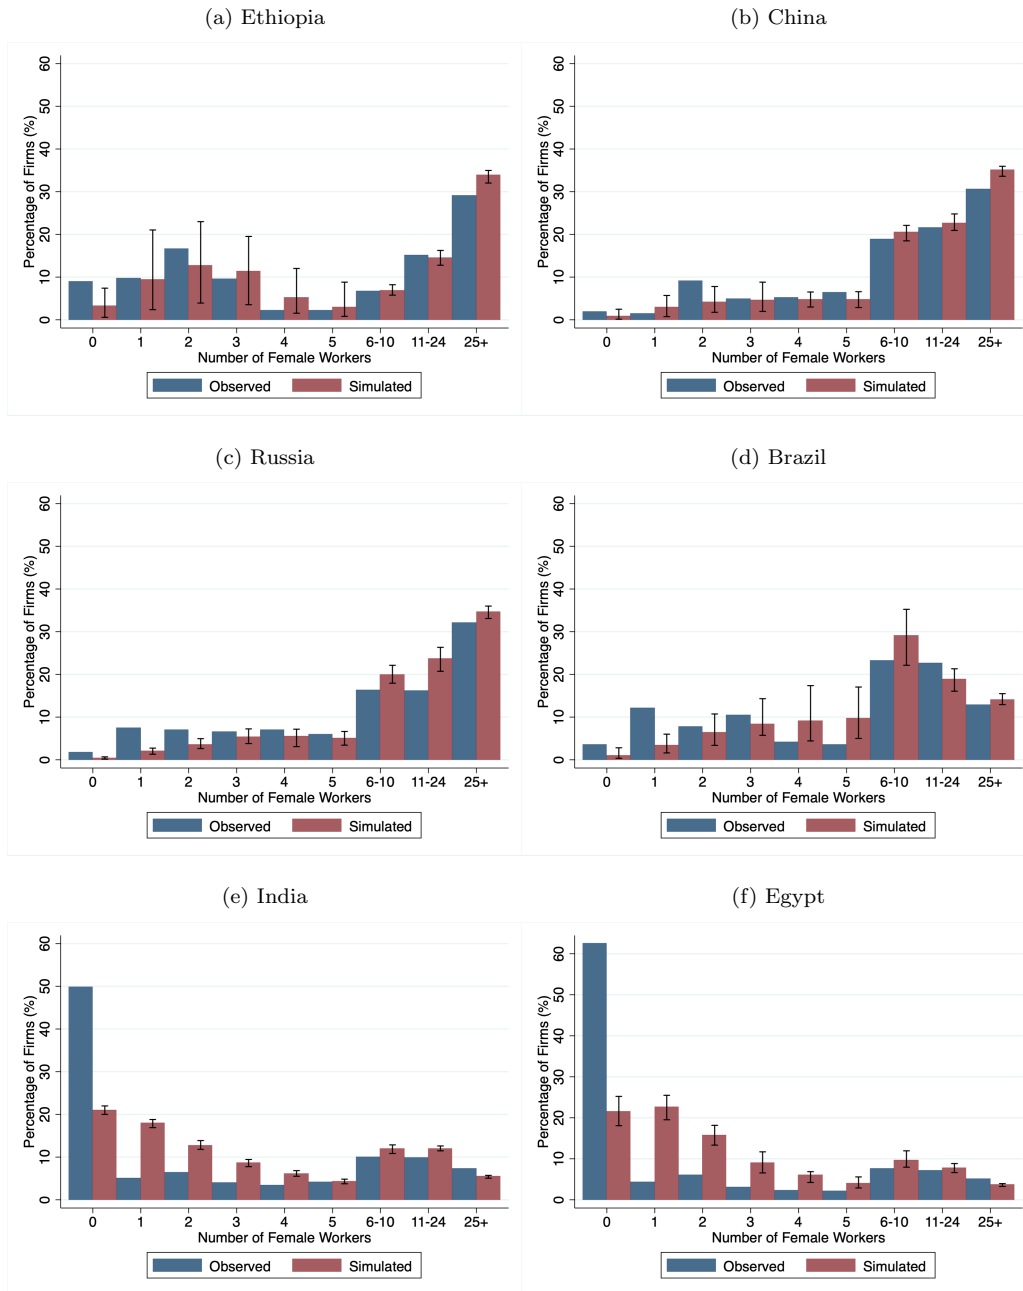 (a) Ethiopia
Percentage of Firms (%)
60
50
40
30
20
10
0
0 1 2 3 4 5 6-10 11-24 25+
Number of Female Workers
Observed Simulated
(b) China
Percentage of Firms (%)
60
50
40
30
20
10
0
0 1 2 3 4 5 6-10 11-24 25+
Number of Female Workers
Observed Simulated
(c) Russia
Percentage of Firms (%)
60
50
40
30
20
10
0
0 1 2 3 4 5 6-10 11-24 25+
Number of Female Workers
Observed Simulated
(d) Brazil
Percentage of Firms (%)
60
50
40
30
20
10
0
0 1 2 3 4 5 6-10 11-24 25+
Number of Female Workers
Observed Simulated
(e) India
Percentage of Firms (%)
60
50
40
30
20
10
0
0 1 2 3 4 5 6-10 11-24 25+
Number of Female Workers
Observed Simulated
(f) Egypt
Percentage of Firms (%)
60
50
40
30
20
10
0
0 1 2 3 4 5 6-10 11-24 25+
Number of Female Workers
Observed Simulated